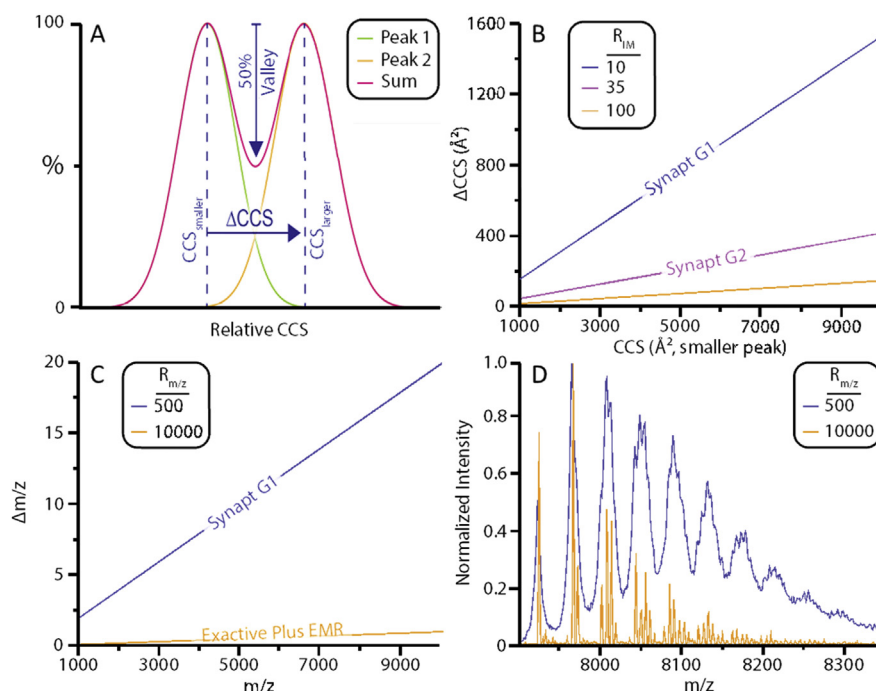 A
100
%
0
50%
Valley
CCS smaller
ΔCCS
CCS larger
Peak 1
Peak 2
Sum
Relative CCS
B
1600
1400
800
400
0
ΔCCS (Å², 
R IM
10
35
100
Synapt G1
Synapt G2
1000
3000
5000
7000
9000
CCS (Å², smaller peak)
C
20
15
10
5
2.5
0
Δm/z
R m/z
500
10000
Synapt G1
Exactive Plus EMR
1000
3000
5000
7000
9000
m/z
D
1.0
0.8
0.6
0.4
0.2
0
Normalized Intensity
R m/z
500
10000
8000
8100
8200
8300
m/z